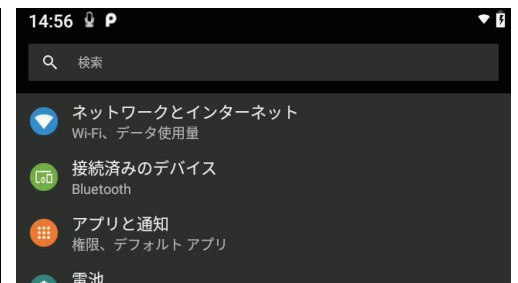 14:56
検索
ネットワークとインターネット
Wi-Fi、データ使用量
接続済みのデバイス
Bluetooth
アプリと通知
権限、デフォルト アプリ
電池